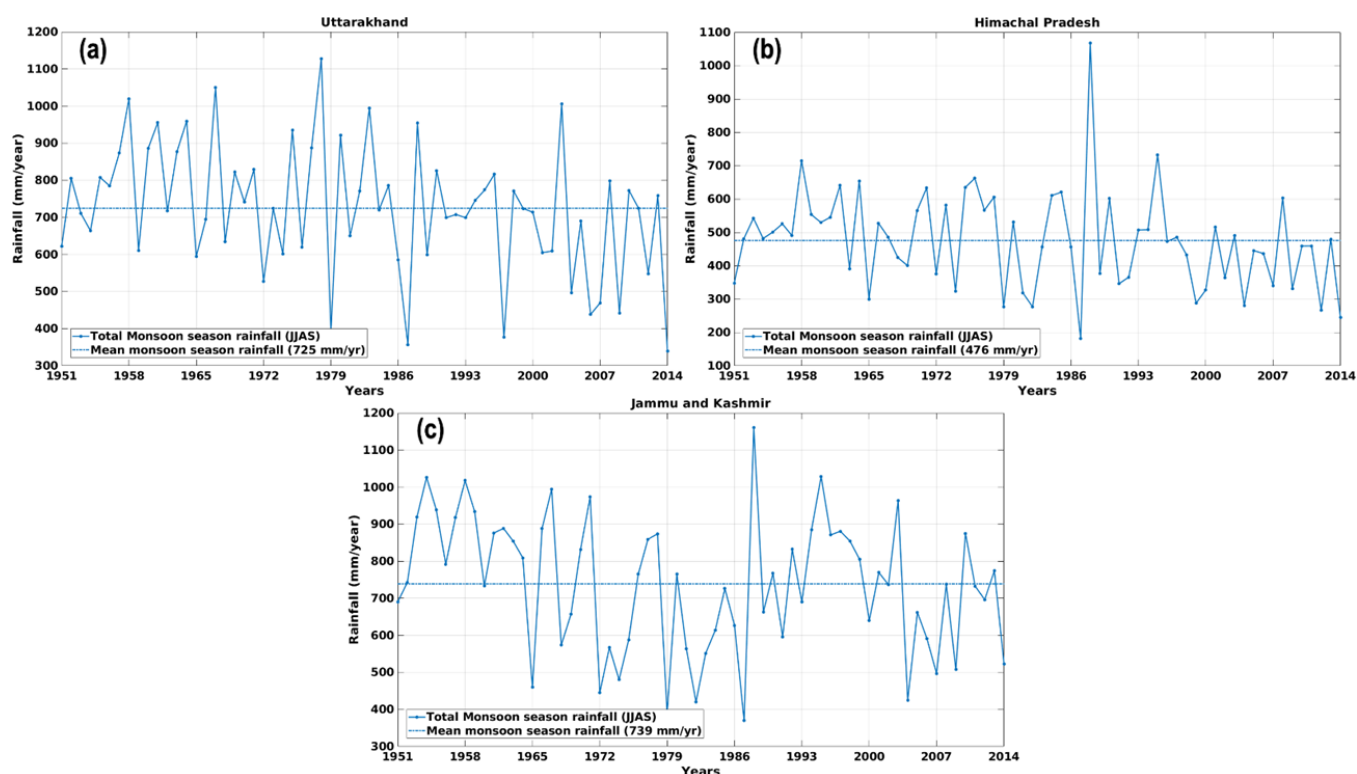 Uttarakhand
(a)
1200
1100
1000
900
800
700
600
500
400
300
Rainfall (mm/year)
Total Monsoon season rainfall (JJAS)
Mean monsoon season rainfall (725 mm/yr)
1951 1958 1965 1972 1979 1986 1993 2000 2007 2014
Years
Himachal Pradesh
(b)
1100
1000
900
800
700
600
500
400
300
200
100
Rainfall (mm/year)
Total Monsoon season rainfall (JJAS)
Mean monsoon season rainfall (476 mm/yr)
1951 1958 1965 1972 1979 1986 1993 2000 2007 2014
Years
Jammu and Kashmir
(c)
1200
1100
1000
900
800
700
600
500
400
300
Rainfall (mm/year)
Total Monsoon season rainfall (JJAS)
Mean monsoon season rainfall (739 mm/yr)
1951 1958 1965 1972 1979 1986 1993 2000 2007 2014
Years